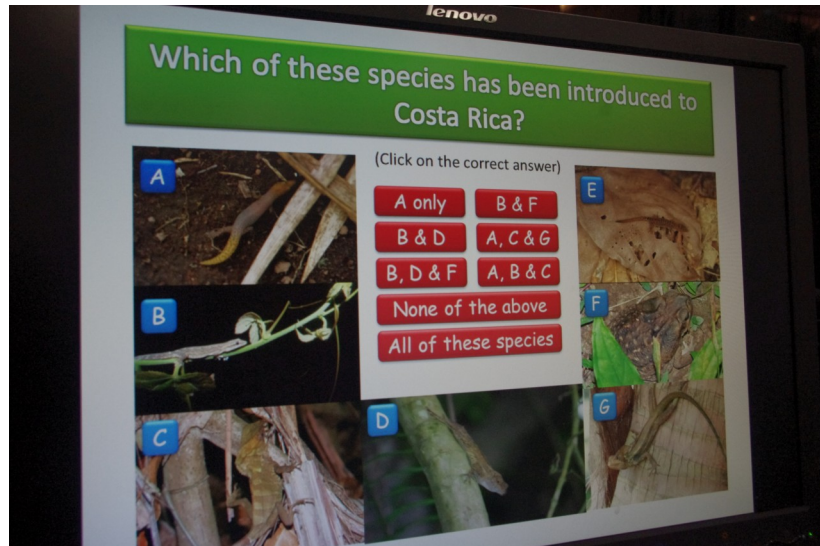 lenovo
Which of these species has been introduced to
Costa Rica?
(Click on the correct answer)
A
B
C
D
E
F
G
A only
B & F
B & D
A, C & G
B, D & F
A, B & C
None of the above
All of these species